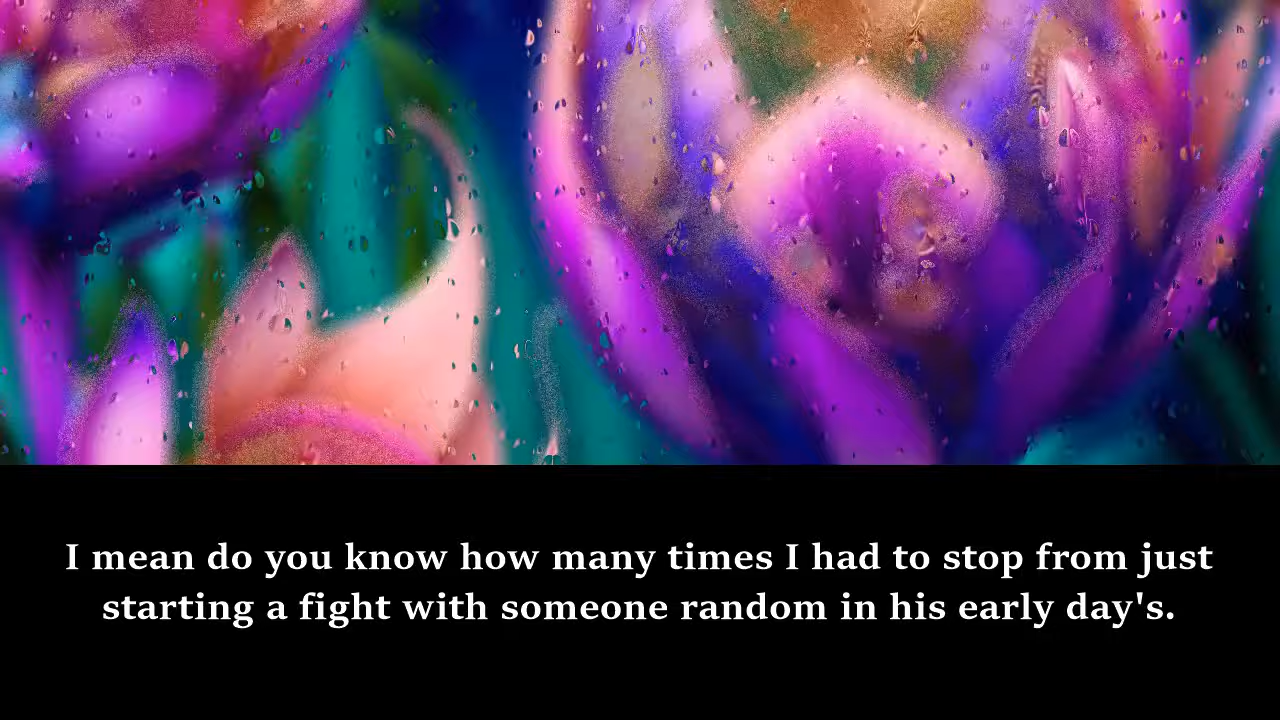 I mean do you know how many times I had to stop from just
starting a fight with someone random in his early day's.